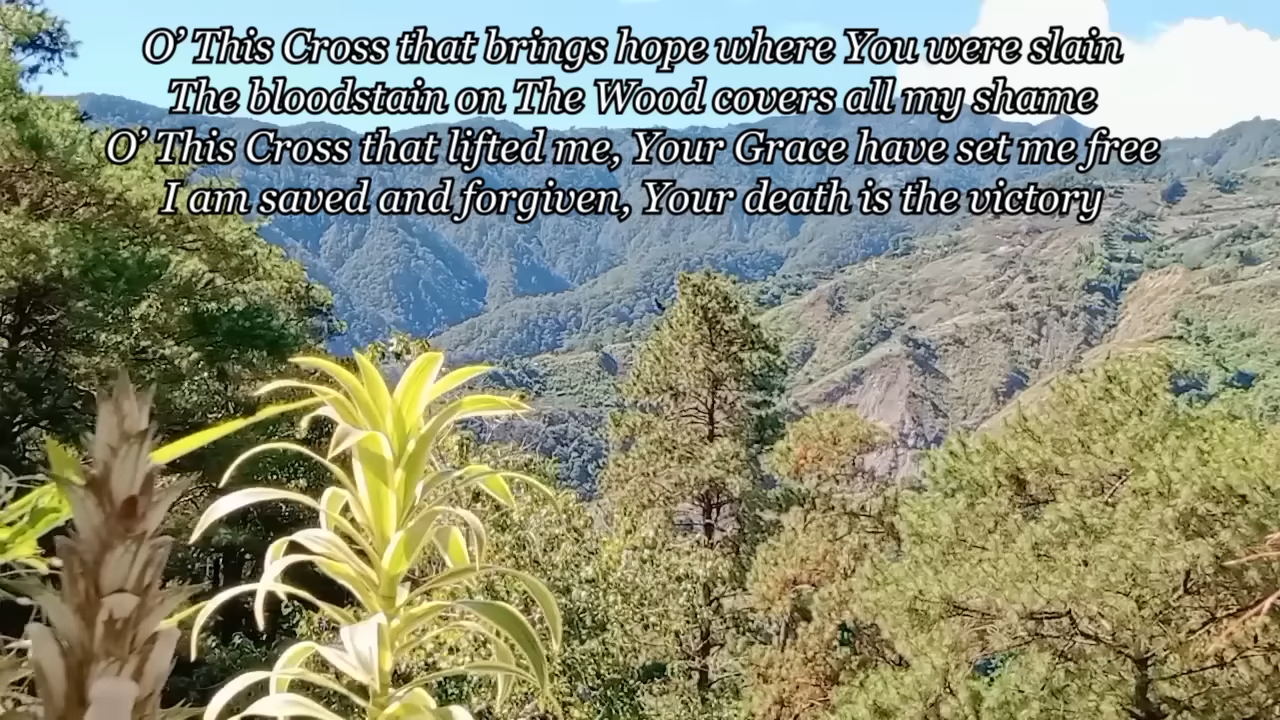 O’ This Cross that brings hope where You were slain
The bloodstain on The Wood covers all my shame
O’ This Cross that lifted me, Your Grace have set me free
I am saved and forgiven, Your death is the victory